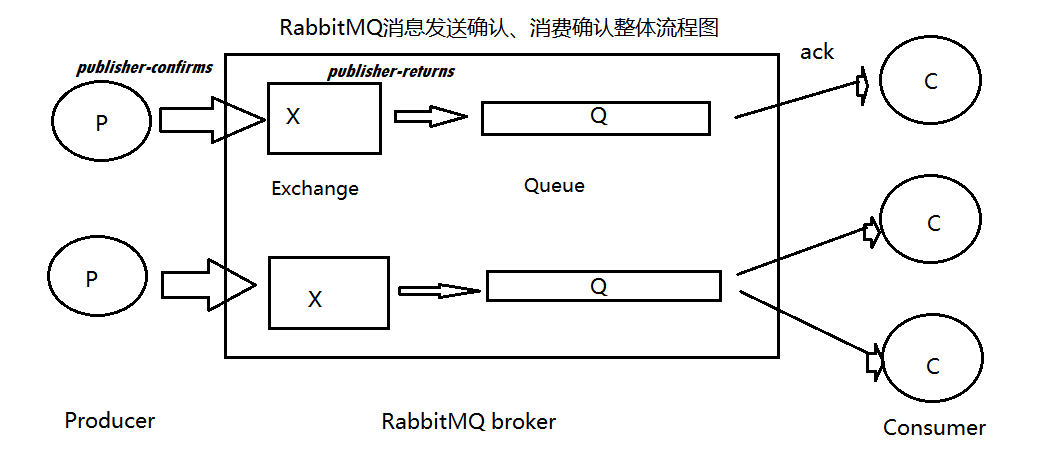 RabbitMQ消息发送确认、消费确认整体流程图
publisher-confirms
publisher-returns
ack
P
X
Q
C
Exchange
Queue
C
P
X
Q
C
Producer
RabbitMQ broker
Consumer